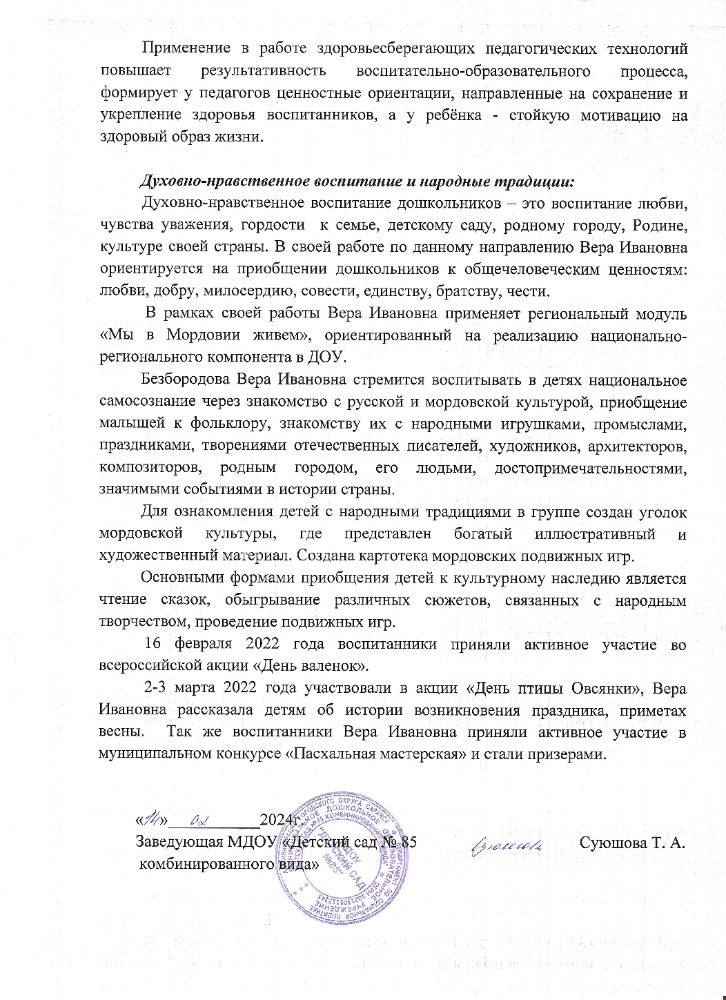 Применение в работе здоровьесберегающих педагогических технологий
повышает результативность воспитательно-образовательного процесса,
формирует у педагогов ценностные ориентации, направленные на сохранение и
укрепление здоровья воспитанников, а у ребёнка - стойкую мотивацию на
здоровый образ жизни.
Духовно-нравственное воспитание и народные традиции:
Духовно-нравственное воспитание дошкольников – это воспитание любви,
чувства уважения, гордости к семье, детскому саду, родному городу, Родине,
культуре своей страны. В своей работе по данному направлению Вера Ивановна
ориентируется на приобщении дошкольников к общечеловеческим ценностям:
любви, добру, милосердию, совести, единству, братству, чести.
В рамках своей работы Вера Ивановна применяет региональный модуль
«Мы в Мордовии живем», ориентированный на реализацию национально-
регионального компонента в ДОУ.
Безбородова Вера Ивановна стремится воспитывать в детях национальное
самосознание через знакомство с русской и мордовской культурой, приобщение
малышей к фольклору, знакомству их с народными игрушками, промыслами,
праздниками, творениями отечественных писателей, художников, архитекторов,
композиторов, родным городом, его людьми, достопримечательностями,
значимыми событиями в истории страны.
Для ознакомления детей с народными традициями в группе создан уголок
мордовской культуры, где представлен богатый иллюстративный и
художественный материал. Создана картотека мордовских подвижных игр.
Основными формами приобщения детей к культурному наследию является
чтение сказок, обыгрывание различных сюжетов, связанных с народным
творчеством, проведение подвижных игр.
16 февраля 2022 года воспитанники приняли активное участие во
всероссийской акции «День валенок».
2-3 марта 2022 года участвовали в акции «День птицы Овсянки», Вера
Ивановна рассказала детям об истории возникновения праздника, приметах
весны. Так же воспитанники Вера Ивановна приняли активное участие в
муниципальном конкурсе «Пасхальная мастерская» и стали призерами.
«14» 02 2024г.
Заведующая МДОУ «Детский сад № 85 Суюшова Т. А.
комбинированного вида»
МДОУ
"ДЕТСКИЙ САД
№85"